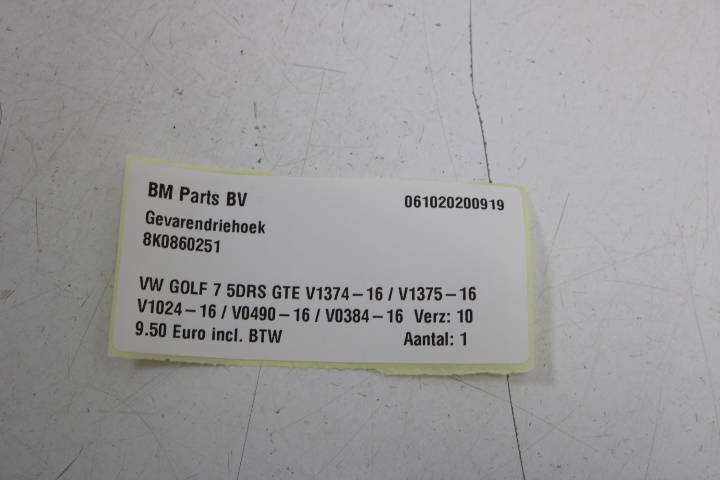 BM Parts BV 061020200919
Gevarendriehoek
8K0860251
VW GOLF 7 5DRS GTE V1374-16 / V1375-16
V1024-16 / V0490-16 / V0384-16 Verz: 10
9.50 Euro incl. BTW Aantal: 1